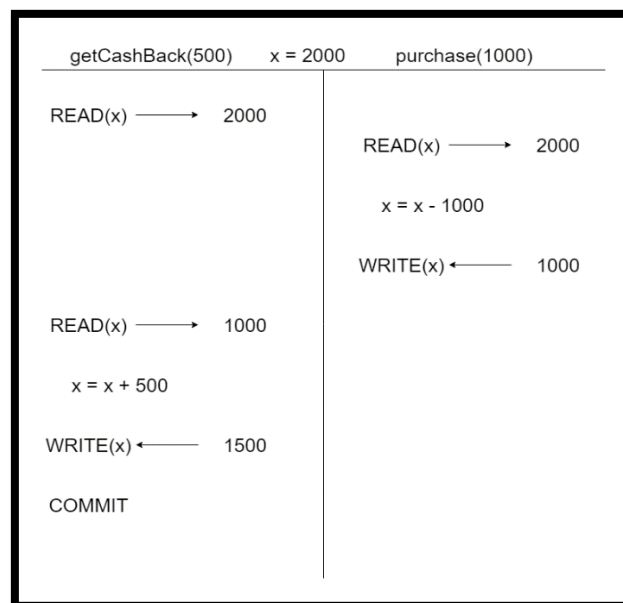 getCashBack(500) x = 2000 purchase(1000)
READ(x) 2000
READ(x) 2000
x = x - 1000
WRITE(x) 1000
READ(x) 1000
x = x + 500
WRITE(x) 1500
COMMIT